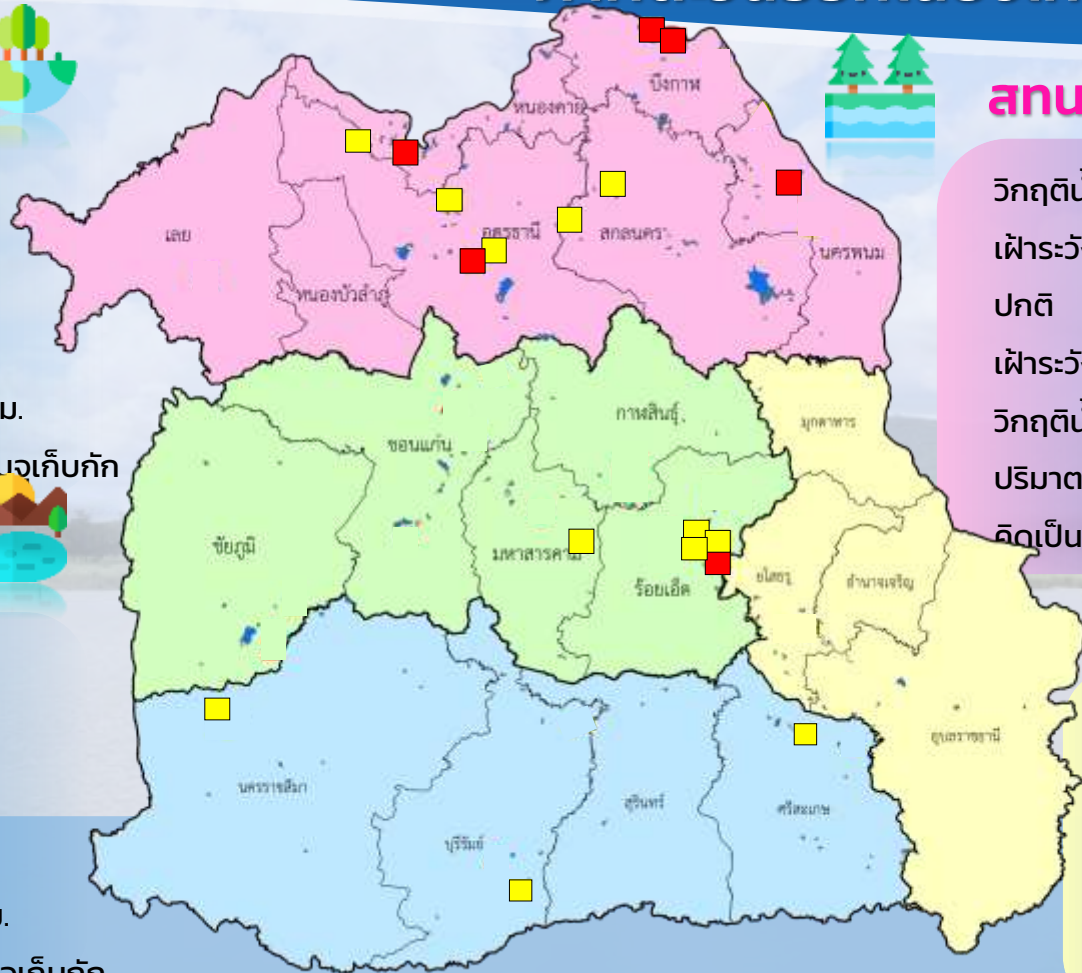 สทน
วิกฤติน้
เฝ้าระวัง
ปกติ
เฝ้าระวัง
วิกฤติน้
ปริมาต
คิดเป็น
ม.
มจุเก็บกัก
บึงกาฬ
หนองคาย
เลย
อุดรธานี
สกลนคร
นครพนม
หนองบัวลำภู
กาฬสินธุ์
มุกดาหาร
ขอนแก่น
ชัยภูมิ
มหาสารคาม
ร้อยเอ็ด
ยโสธร
อำนาจเจริญ
อุบลราชธานี
นครราชสีมา
สุรินทร์
ศรีสะเกษ
บุรีรัมย์